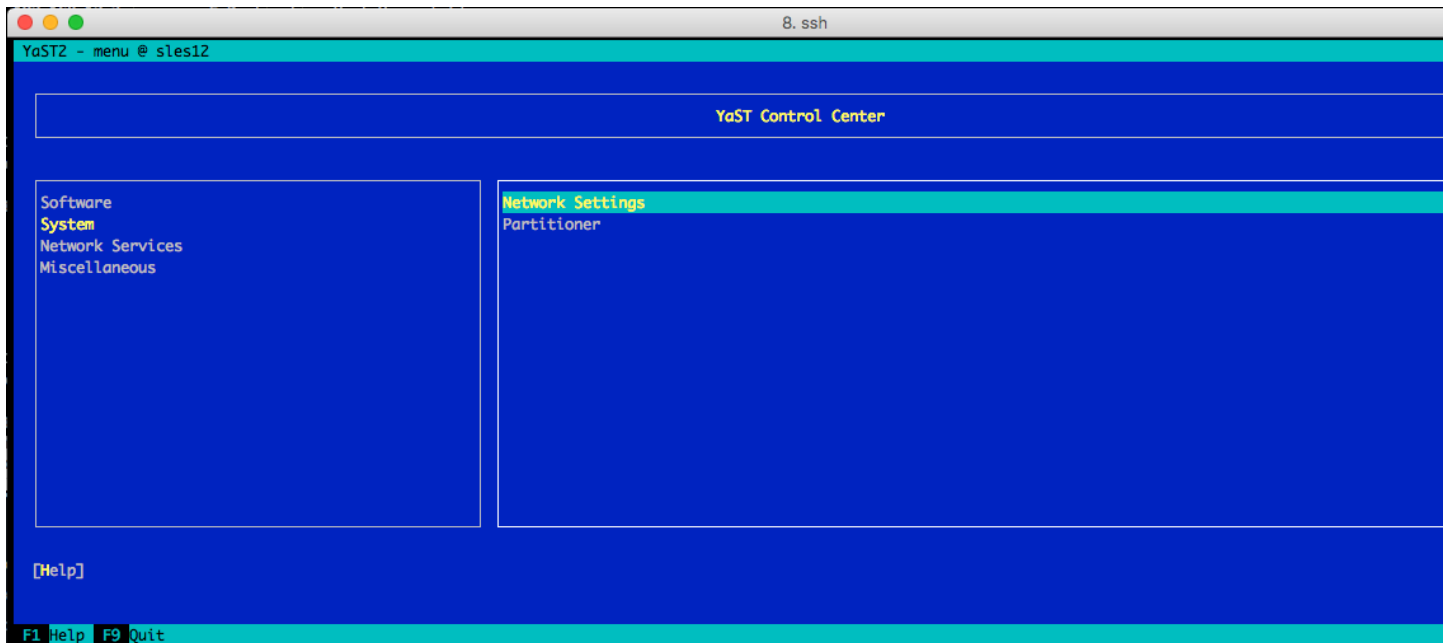 8. ssh
YaST2 - menu @ sles12
YaST Control Center
Software
System
Network Services
Miscellaneous
Network Settings
Partitioner
[Help]
F1 Help F9 Quit